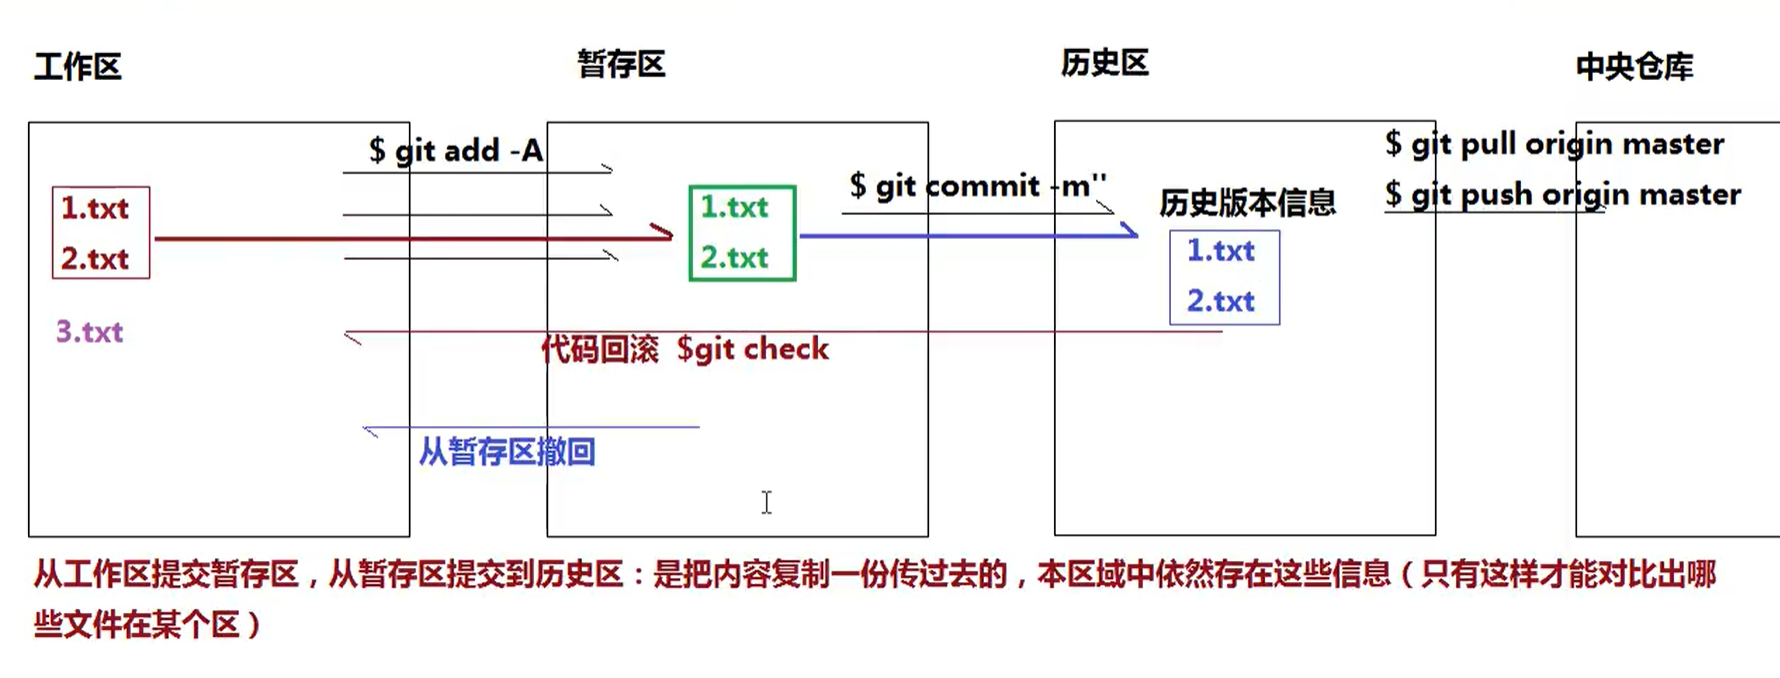 工作区
暂存区
历史区
中央仓库
$ git add -A
$ git commit -m''
$ git pull origin master
$ git push origin master
1.txt
2.txt
3.txt
1.txt
2.txt
历史版本信息
1.txt
2.txt
代码回滚 $git check
从暂存区撤回
从工作区提交暂存区，从暂存区提交到历史区：是把内容复制一份传过去的，本区域中依然存在这些信息（只有这样才能对比出哪
些文件在某个区）